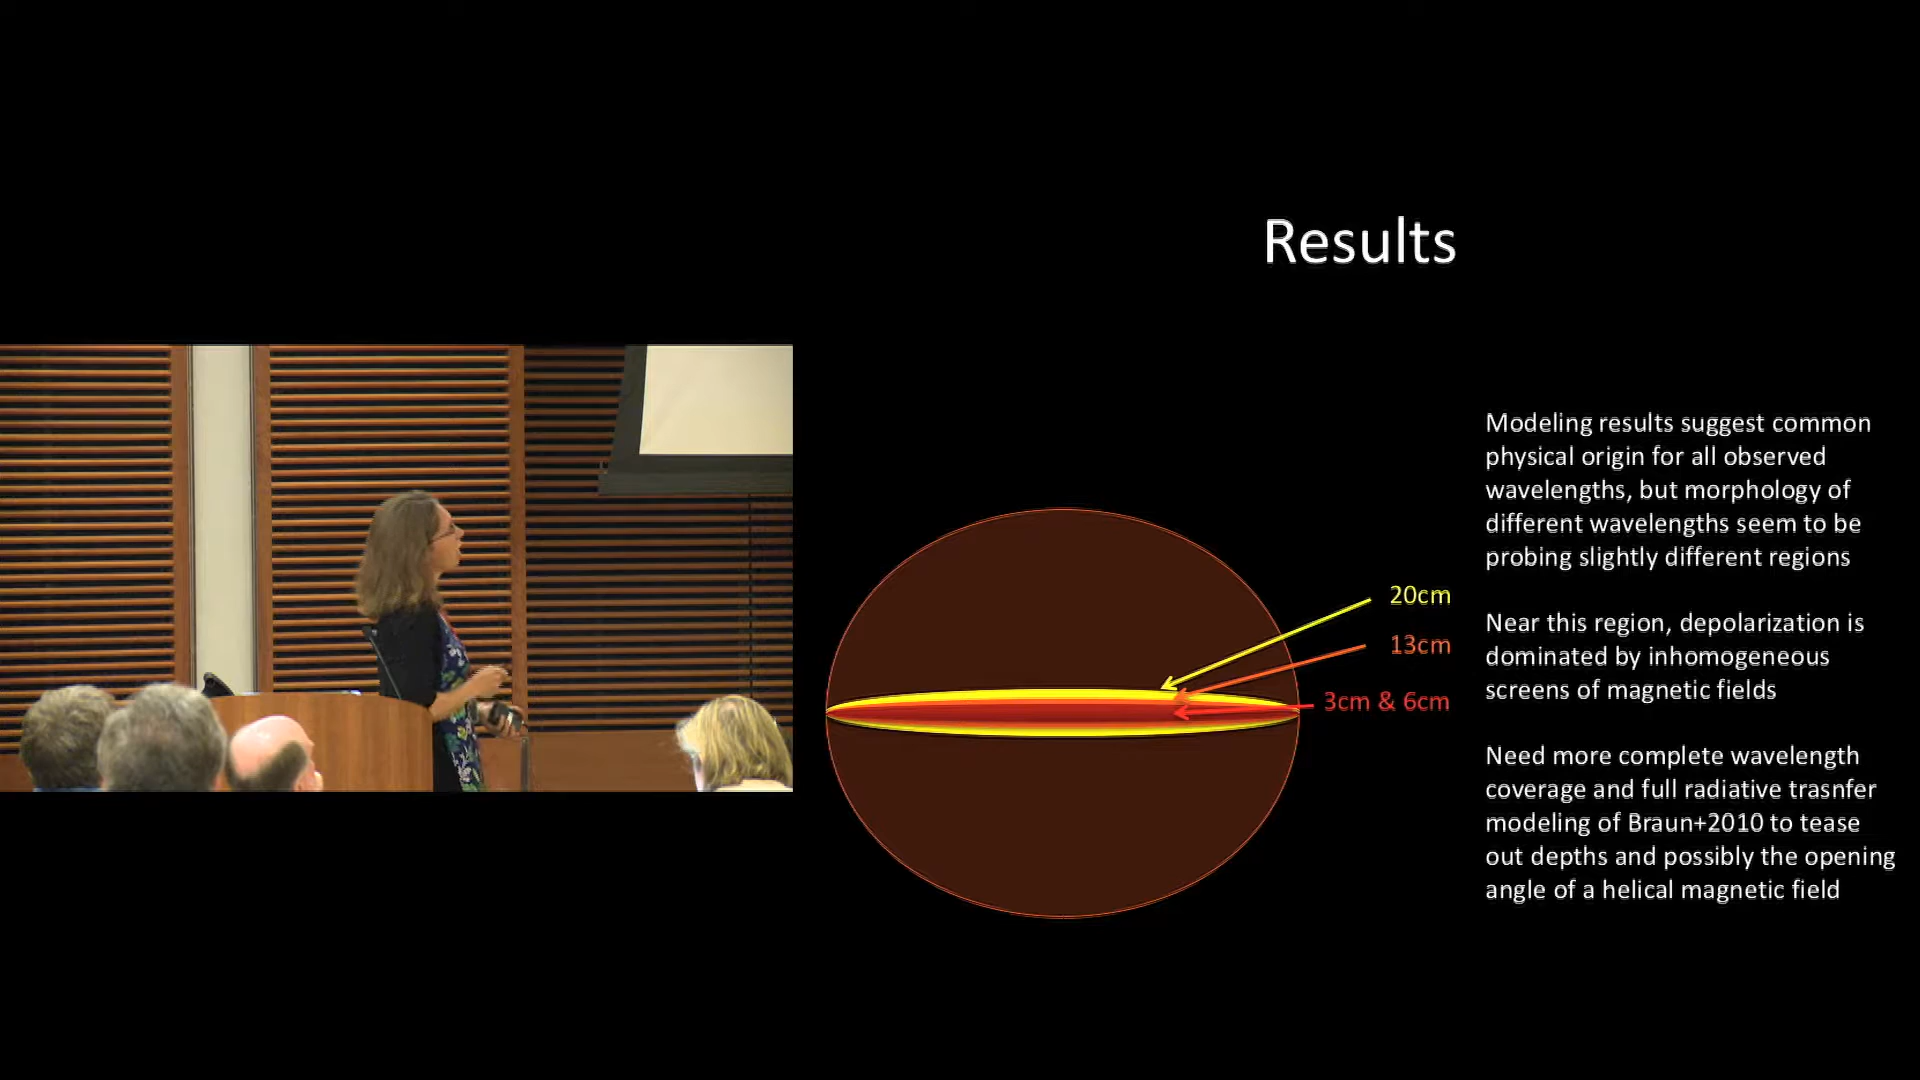 Results
Modeling results suggest common
physical origin for all observed
wavelengths, but morphology of
different wavelengths seem to be
probing slightly different regions
20cm
13cm
3cm & 6cm
Near this region, depolarization is
dominated by inhomogeneous
screens of magnetic fields
Need more complete wavelength
coverage and full radiative trasnfer
modeling of Braun+2010 to tease
out depths and possibly the opening
angle of a helical magnetic field